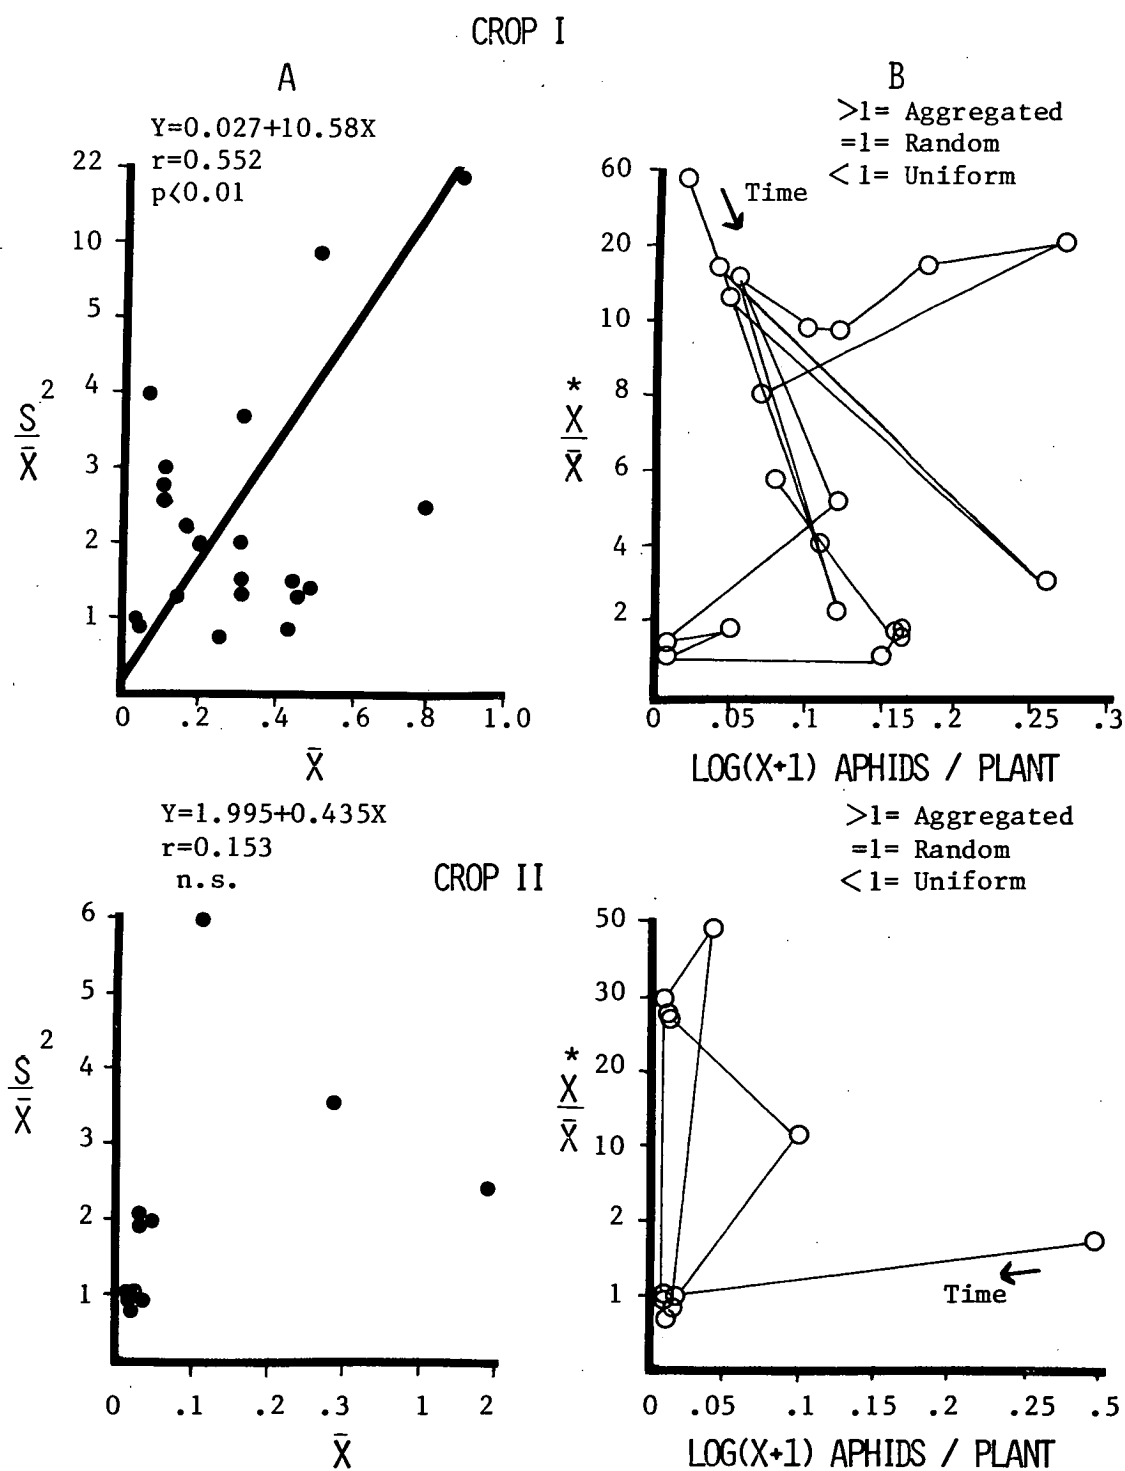 CROP I
A
Y=0.027+10.58X
r=0.552
p<0.01
22
10
5
4
3
2
1
S²
X̄
0 .2 .4 .6 .8 1.0
X̄
B
>1= Aggregated
=1= Random
<1= Uniform
Time
60
20
10
8
6
4
2
*
X
X̄
0 .05 .1 .15 .2 .25 .3
LOG(X+1) APHIDS / PLANT
CROP II
Y=1.995+0.435X
r=0.153
n.s.
6
5
4
3
2
1
S²
X̄
0 .1 .2 .3 1 2
X̄
>1= Aggregated
=1= Random
<1= Uniform
50
30
20
10
2
1
*
X
X̄
Time
0 .05 .1 .15 .2 .25 .5
LOG(X+1) APHIDS / PLANT